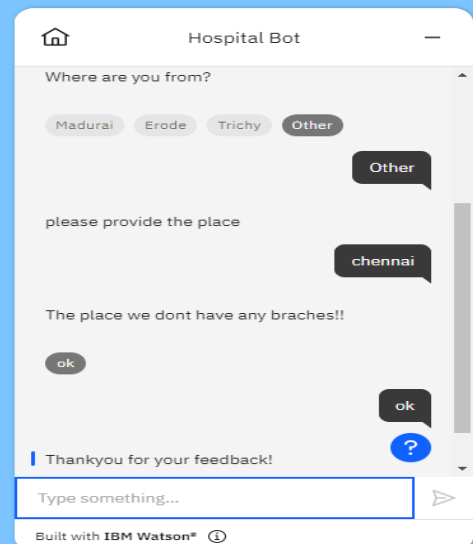 Hospital Bot
Where are you from?
Madurai Erode Trichy Other
Other
please provide the place
chennai
The place we dont have any braches!!
ok
ok
?
Thankyou for your feedback!
Type something...
Built with IBM Watson®